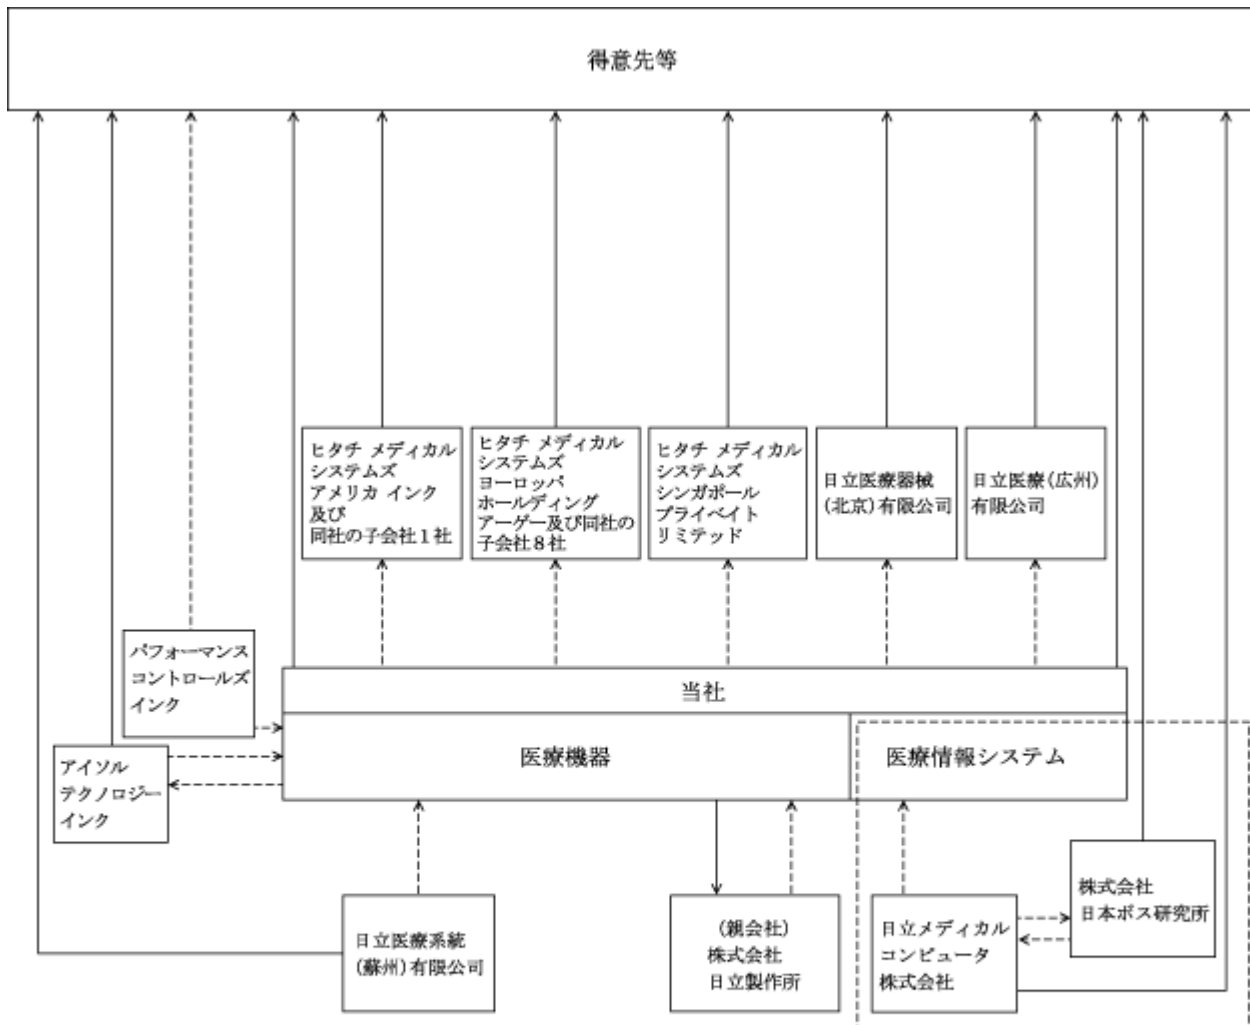 得意先等
ヒタチ メディカル
システムズ
アメリカ インク
及び
同社の子会社１社
ヒタチ メディカル
システムズ
ヨーロッパ
ホールディング
アーゲー及び同社の
子会社８社
ヒタチ メディカル
システムズ
シンガポール
プライベイト
リミテッド
日立医療器械
(北京)有限公司
日立医療(広州)
有限公司
パフォーマンス
コントロールズ
インク
当社
医療機器
医療情報システム
アイソル
テクノロジー
インク
日立医療系統
(蘇州)有限公司
(親会社)
株式会社
日立製作所
日立メディカル
コンピュータ
株式会社
株式会社
日本ボス研究所